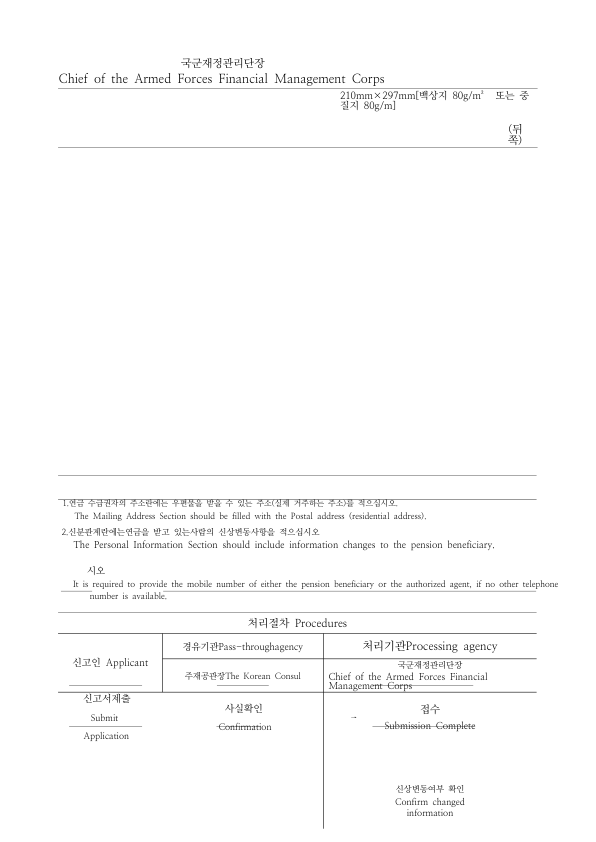 국군재정관리단장
Chief of the Armed Forces Financial Management Corps
210mm×297mm[백상지 80g/㎡ 또는 중
질지 80g/m]
(뒤
쪽)
1.연금 수급권자의 주소란에는 우편물을 받을 수 있는 주소(실제 거주하는 주소)를 적으십시오.
The Mailing Address Section should be filled with the Postal address (residential address).
2.신분관계란에는연금을 받고 있는사람의 신상변동사항을 적으십시오
The Personal Information Section should include information changes to the pension beneficiary.
시오
It is required to provide the mobile number of either the pension beneficiary or the authorized agent, if no other telephone
number is available.
처리절차 Procedures
신고인 Applicant
경유기관Pass-throughagency
처리기관Processing agency
주재공관장The Korean Consul
국군재정관리단장
Chief of the Armed Forces Financial
Management Corps
신고서제출
Submit
Application
사실확인
Confirmation
→
접수
Submission Complete
신상변동여부 확인
Confirm changed
information